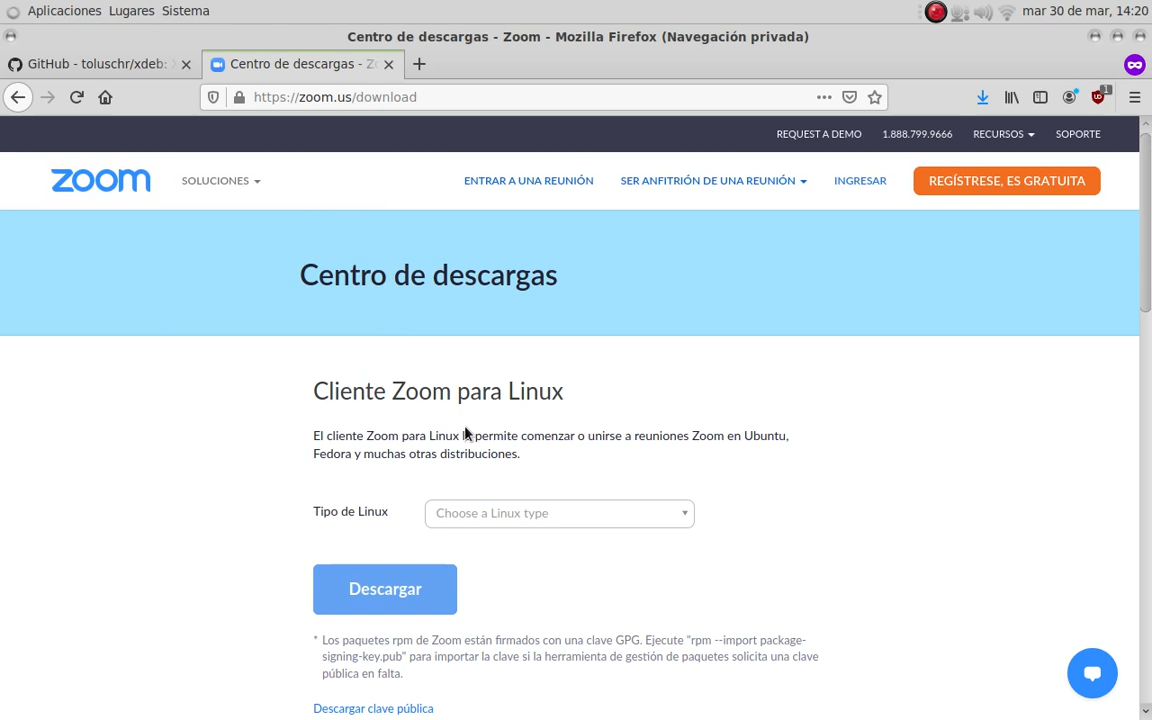 Aplicaciones Lugares Sistema
mar 30 de mar, 14:20
Centro de descargas - Zoom - Mozilla Firefox (Navegación privada)
GitHub - toluschr/xdeb:
Centro de descargas - Z
https://zoom.us/download
1
REQUEST A DEMO 1.888.799.9666 RECURSOS SOPORTE
zoom
SOLUCIONES
ENTRAR A UNA REUNIÓN
SER ANFITRIÓN DE UNA REUNIÓN
INGRESAR
REGÍSTRESE, ES GRATUITA
Centro de descargas
Cliente Zoom para Linux
El cliente Zoom para Linux permite comenzar o unirse a reuniones Zoom en Ubuntu,
Fedora y muchas otras distribuciones.
Tipo de Linux
Choose a Linux type
Descargar
* Los paquetes rpm de Zoom están firmados con una clave GPG. Ejecute "rpm --import package-
signing-key.pub" para importar la clave si la herramienta de gestión de paquetes solicita una clave
pública en falta.
Descargar clave pública